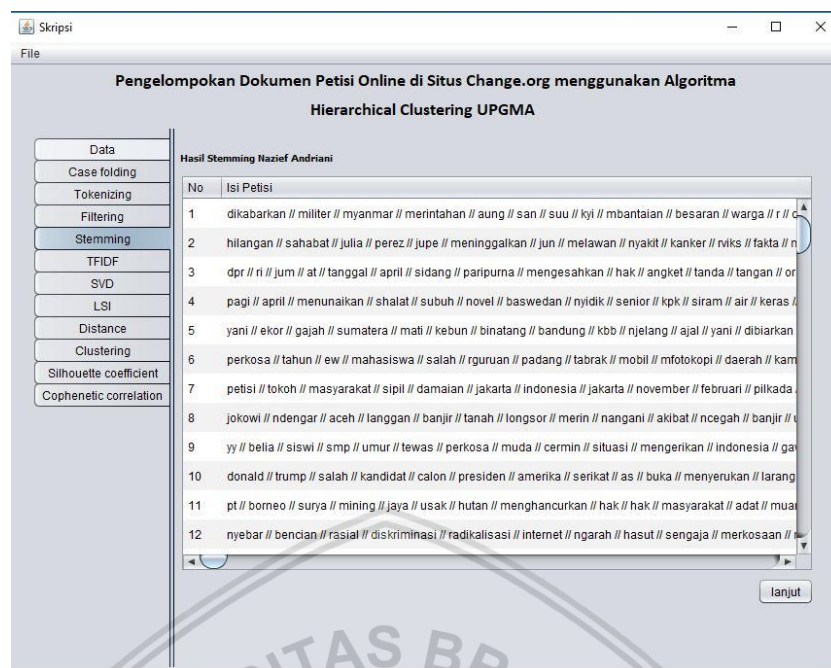 Skripsi
File
Pengelompokan Dokumen Petisi Online di Situs Change.org menggunakan Algoritma
Hierarchical Clustering UPGMA
Data
Case folding
Tokenizing
Filtering
Stemming
TFIDF
SVD
LSI
Distance
Clustering
Silhouette coefficient
Cophenetic correlation
Hasil Stemming Nazief Andriani
No Isi Petisi
1 dikabarkan // militer // myanmar // merintahan // aung // san // suu // kyi // mbantaian // besaran // warga // r //
2 hilangan // sahabat // julia // perez // jupe // meninggalkan // jun // melawan // nyakit // kanker // rviks // fakta //
3 dpr // ri // jum // at // tanggal // april // sidang // paripurna // mengesahkan // hak // angket // tanda // tangan // or
4 pagi // april // menunaikan // shalat // subuh // novel // baswedan // nyidik // senior // kpk // siram // air // keras /
5 yani // ekor // gajah // sumatera // mati // kebun // binatang // bandung // kbb // njelang // ajal // yani // dibiarkan
6 perkosa // tahun // ew // mahasiswa // salah // rguruan // padang // tabrak // mobil // mfotokopi // daerah // kam
7 petisi // tokoh // masyarakat // sipil // damaian // jakarta // indonesia // jakarta // november // februari // pilkada
8 jokowi // ndengar // aceh // langgan // banjir // tanah // longsor // merin // nangani // akibat // ncegah // banjir //
9 yy // belia // siswi // smp // umur // tewas // perkosa // muda // cermin // situasi // mengerikan // indonesia // gav
10 donald // trump // salah // kandidat // calon // presiden // amerika // serikat // as // buka // menyerukan // larang
11 pt // borneo // surya // mining // jaya // usak // hutan // menghancurkan // hak // hak // masyarakat // adat // muar
12 nyebar // bencian // rasial // diskriminasi // radikalisasi // internet // ngarah // hasut // sengaja // merkosaan //
lanjut
ITAS BR